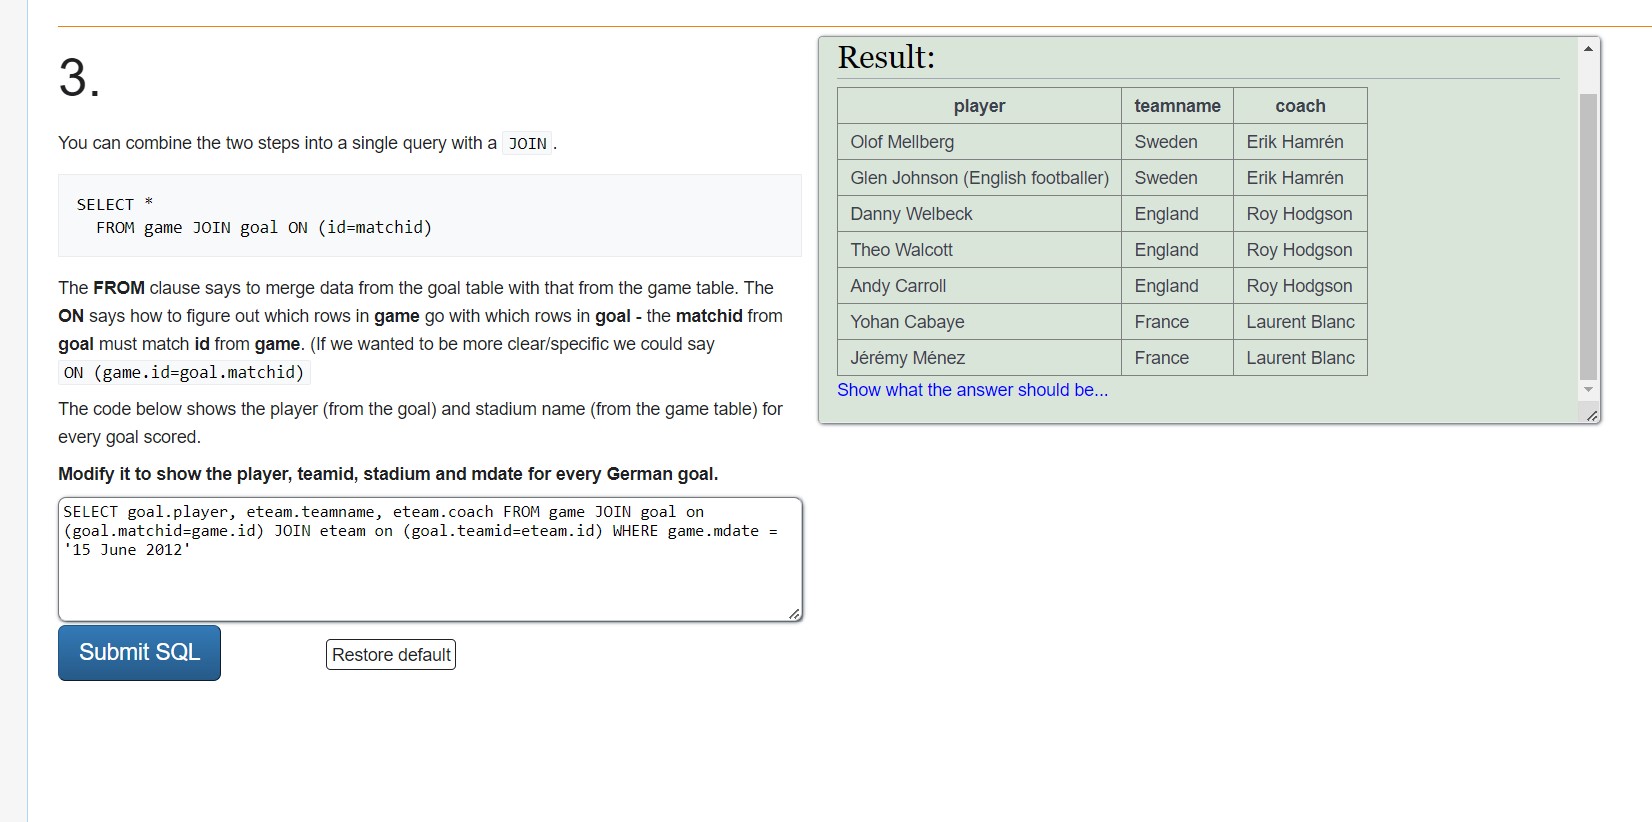 3.
You can combine the two steps into a single query with a JOIN.
SELECT *
FROM game JOIN goal ON (id=matchid)
The FROM clause says to merge data from the goal table with that from the game table. The
ON says how to figure out which rows in game go with which rows in goal - the matchid from
goal must match id from game. (If we wanted to be more clear/specific we could say
ON (game.id=goal.matchid)
The code below shows the player (from the goal) and stadium name (from the game table) for
every goal scored.
Modify it to show the player, teamid, stadium and mdate for every German goal.
SELECT goal.player, eteam.teamname, eteam.coach FROM game JOIN goal on
(goal.matchid=game.id) JOIN eteam on (goal.teamid=eteam.id) WHERE game.mdate =
'15 June 2012'
Submit SQL
Restore default
Result:
player teamname coach
Olof Mellberg Sweden Erik Hamrén
Glen Johnson (English footballer) Sweden Erik Hamrén
Danny Welbeck England Roy Hodgson
Theo Walcott England Roy Hodgson
Andy Carroll England Roy Hodgson
Yohan Cabaye France Laurent Blanc
Jérémy Ménez France Laurent Blanc
Show what the answer should be...